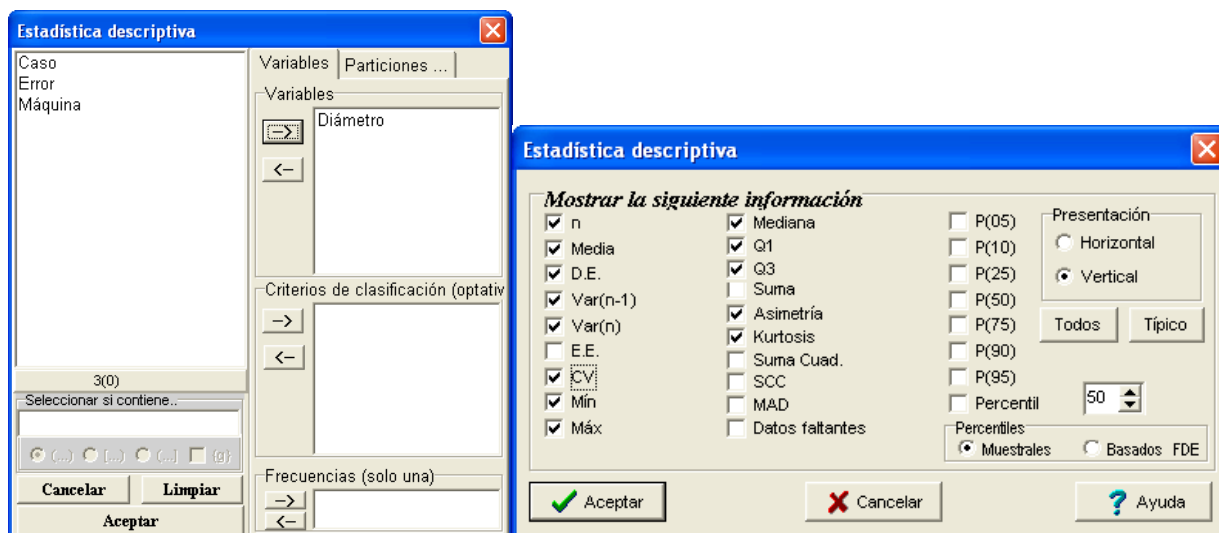 Estadística descriptiva
Caso
Error
Máquina
3(0)
Seleccionar si contiene..
(...) [...) (...] {g}
Cancelar Limpiar
Aceptar
Variables Particiones ...
Variables
-->
Diámetro
<--
Criterios de clasificación (optativ
-->
<--
Frecuencias (solo una)
-->
<--
Estadística descriptiva
Mostrar la siguiente información
n
Media
D.E.
Var(n-1)
Var(n)
E.E.
CV
Mín
Máx
Mediana
Q1
Q3
Suma
Asimetría
Kurtosis
Suma Cuad.
SCC
MAD
Datos faltantes
P(05)
P(10)
P(25)
P(50)
P(75)
P(90)
P(95)
Percentil
Presentación
Horizontal
Vertical
Todos Típico
50
Percentiles
Muestrales Basados FDE
Aceptar Cancelar Ayuda